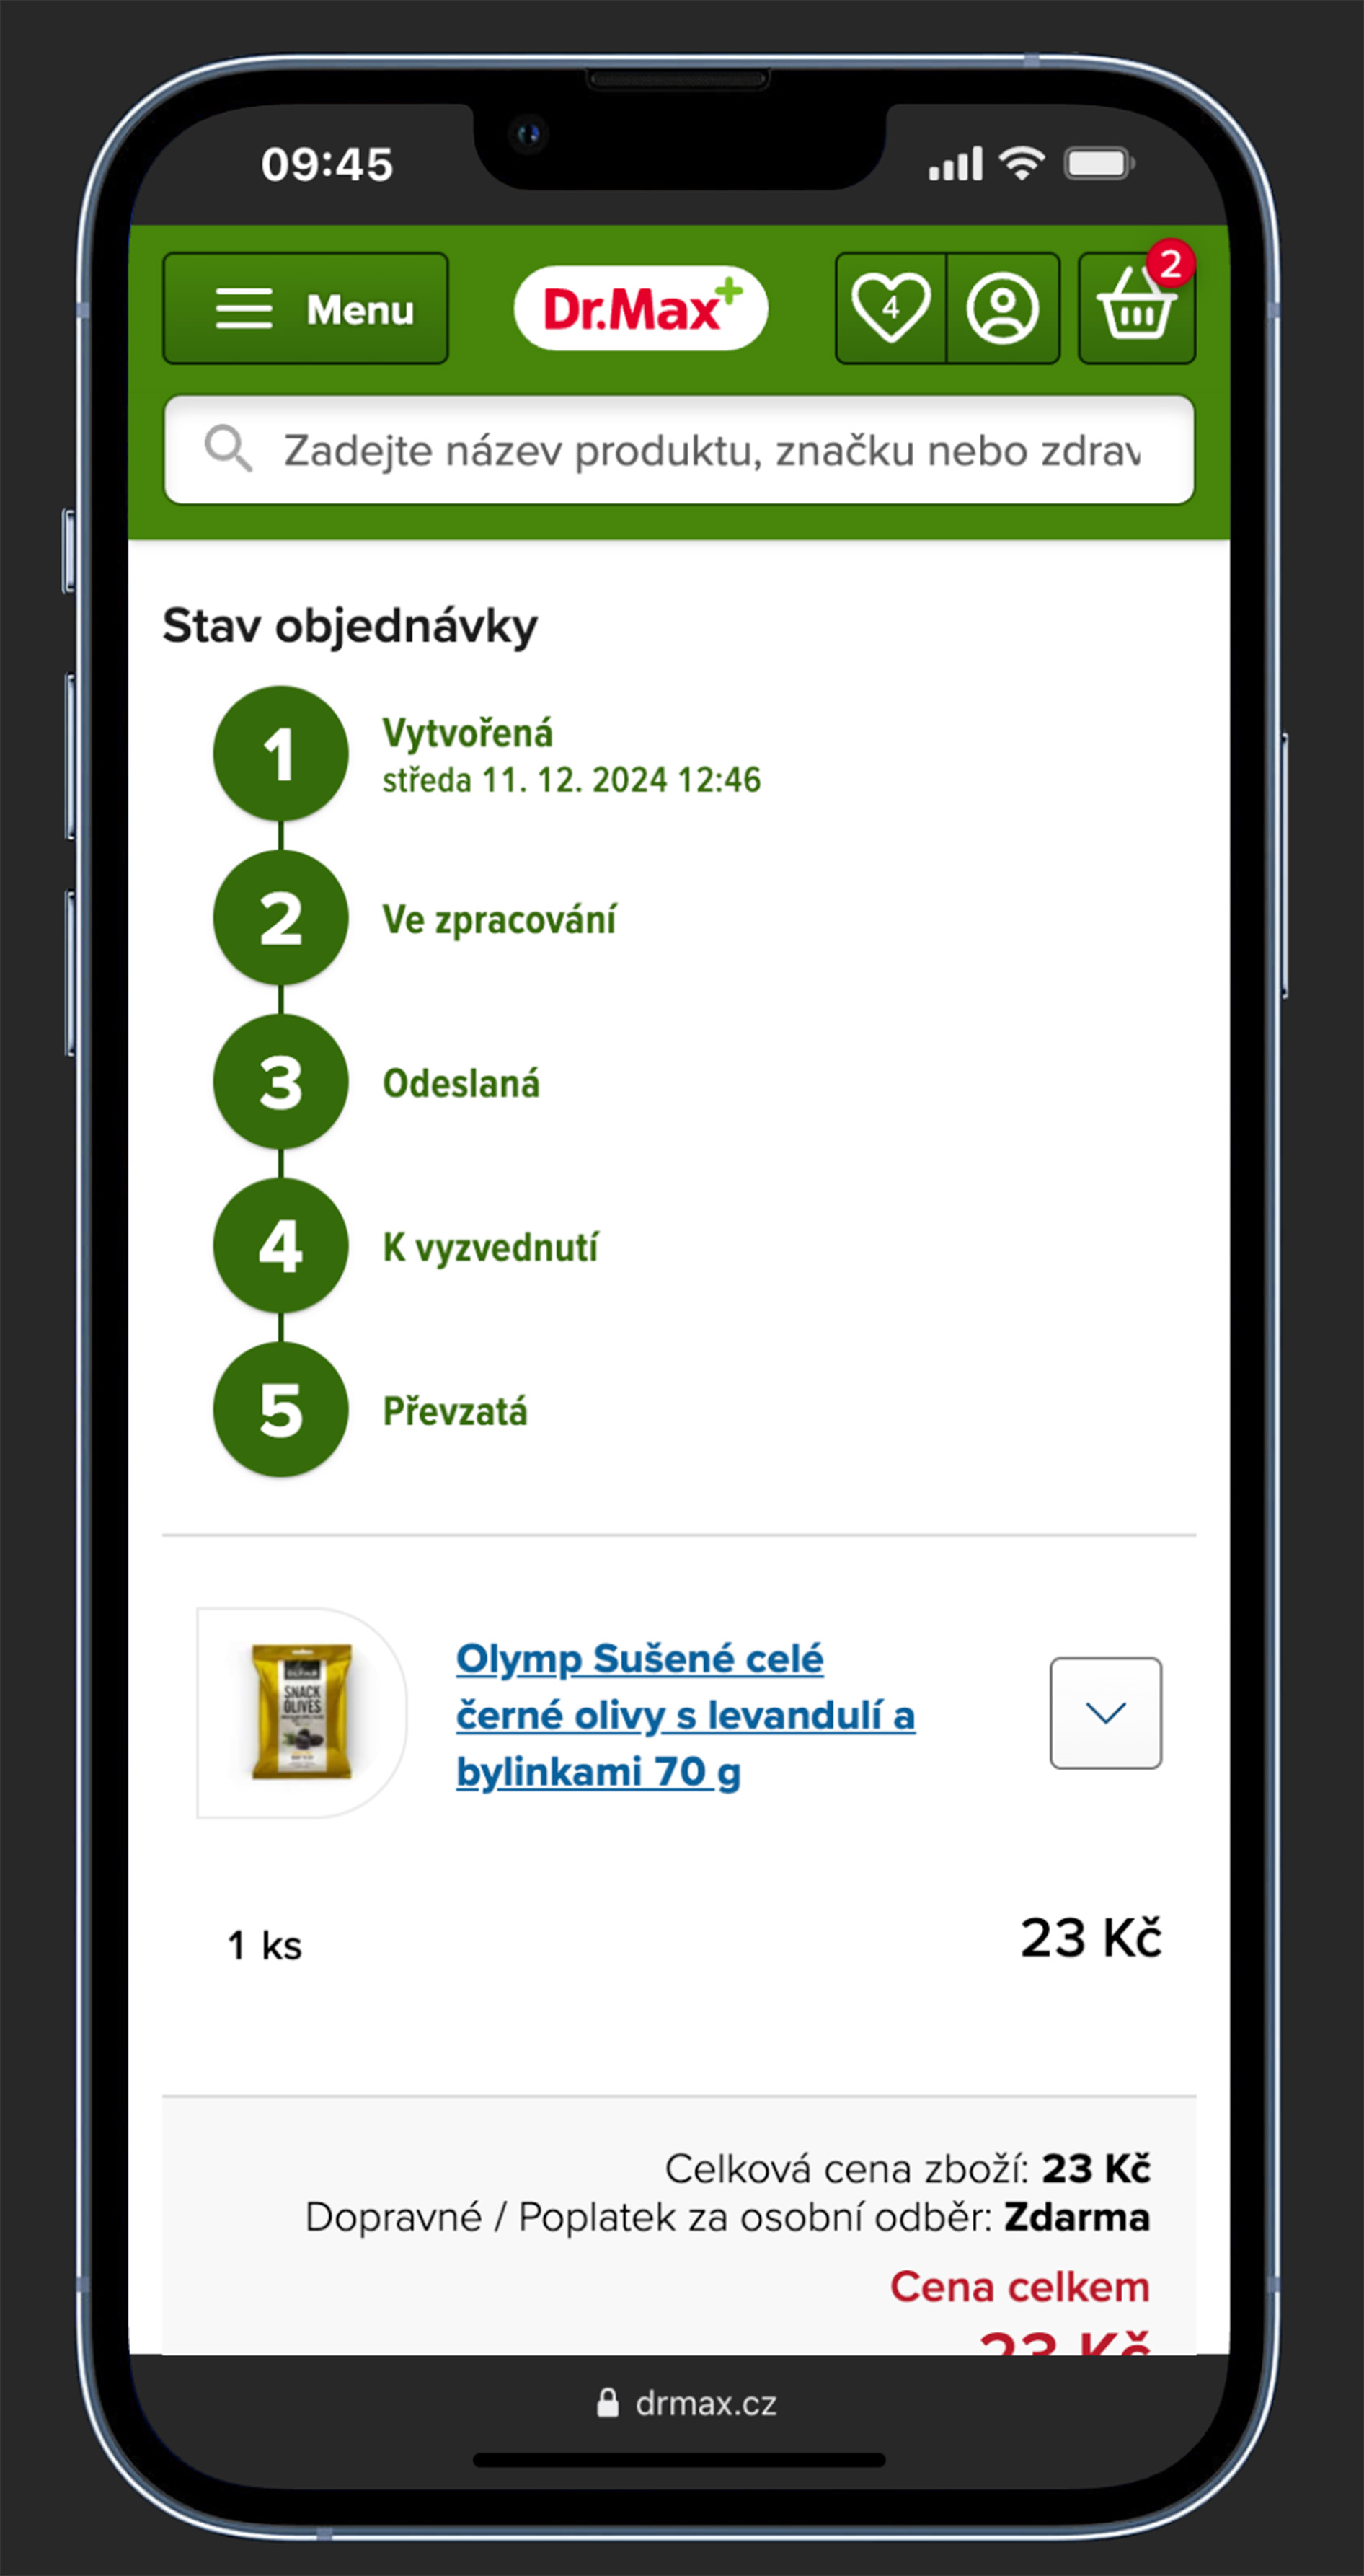 09:45
Menu
Dr.Max+
4
2
Zadejte název produktu, značku nebo zdrav
Stav objednávky
1
Vytvořená
středa 11. 12. 2024 12:46
2
Ve zpracování
3
Odeslaná
4
K vyzvednutí
5
Převzatá
SNACK
OLIVES
Olymp Sušené celé
černé olivy s levandulí a
bylinkami 70 g
1 ks
23 Kč
Celková cena zboží: 23 Kč
Dopravné / Poplatek za osobní odběr: Zdarma
Cena celkem
23 Kč
drmax.cz